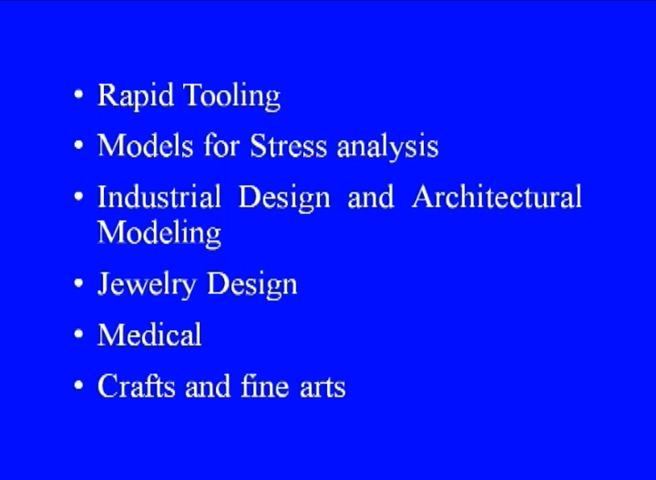 • Rapid Tooling
• Models for Stress analysis
• Industrial Design and Architectural
Modeling
• Jewelry Design
• Medical
• Crafts and fine arts